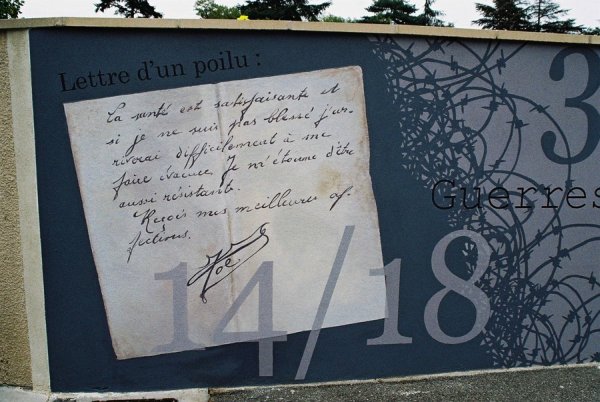 Lettre d'un poilu :
La santé est satisfaisante et
si je ne suis pas blessé j'ar-
riverai difficilement à me
faire évacuer. Je m'étonne d'être
aussi résistant.
Reçois mes meilleures af-
fections.
Noé
14/18
3
Guerres